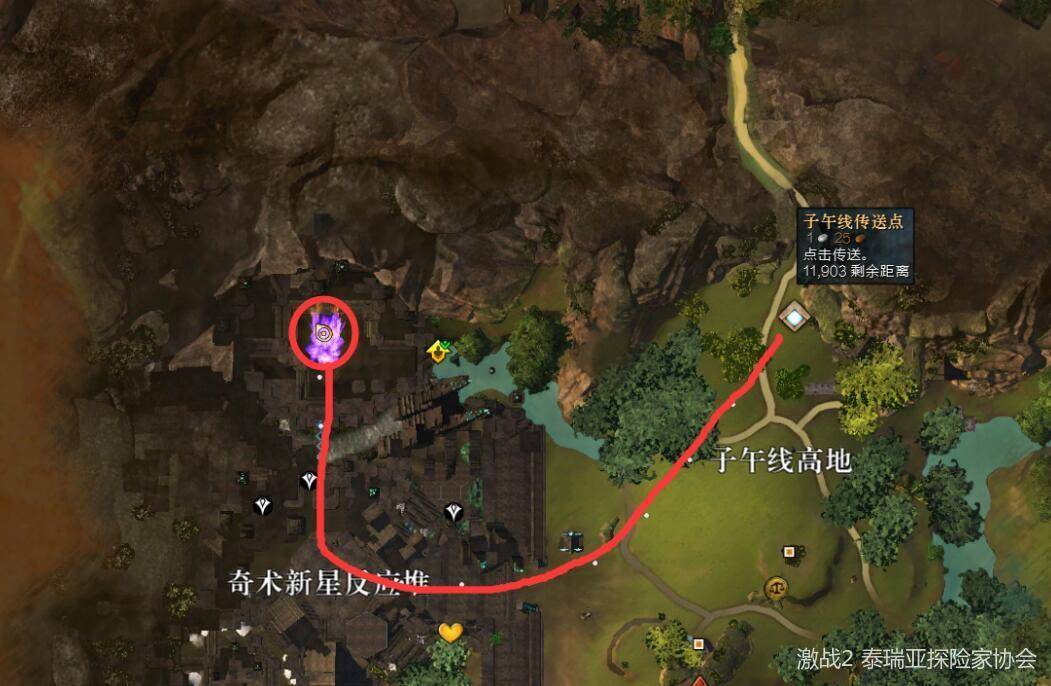 子午线传送点
1 25
点击传送。
11,903 剩余距离
子午线高地
奇术新星反应堆
激战2 泰瑞亚探险家协会